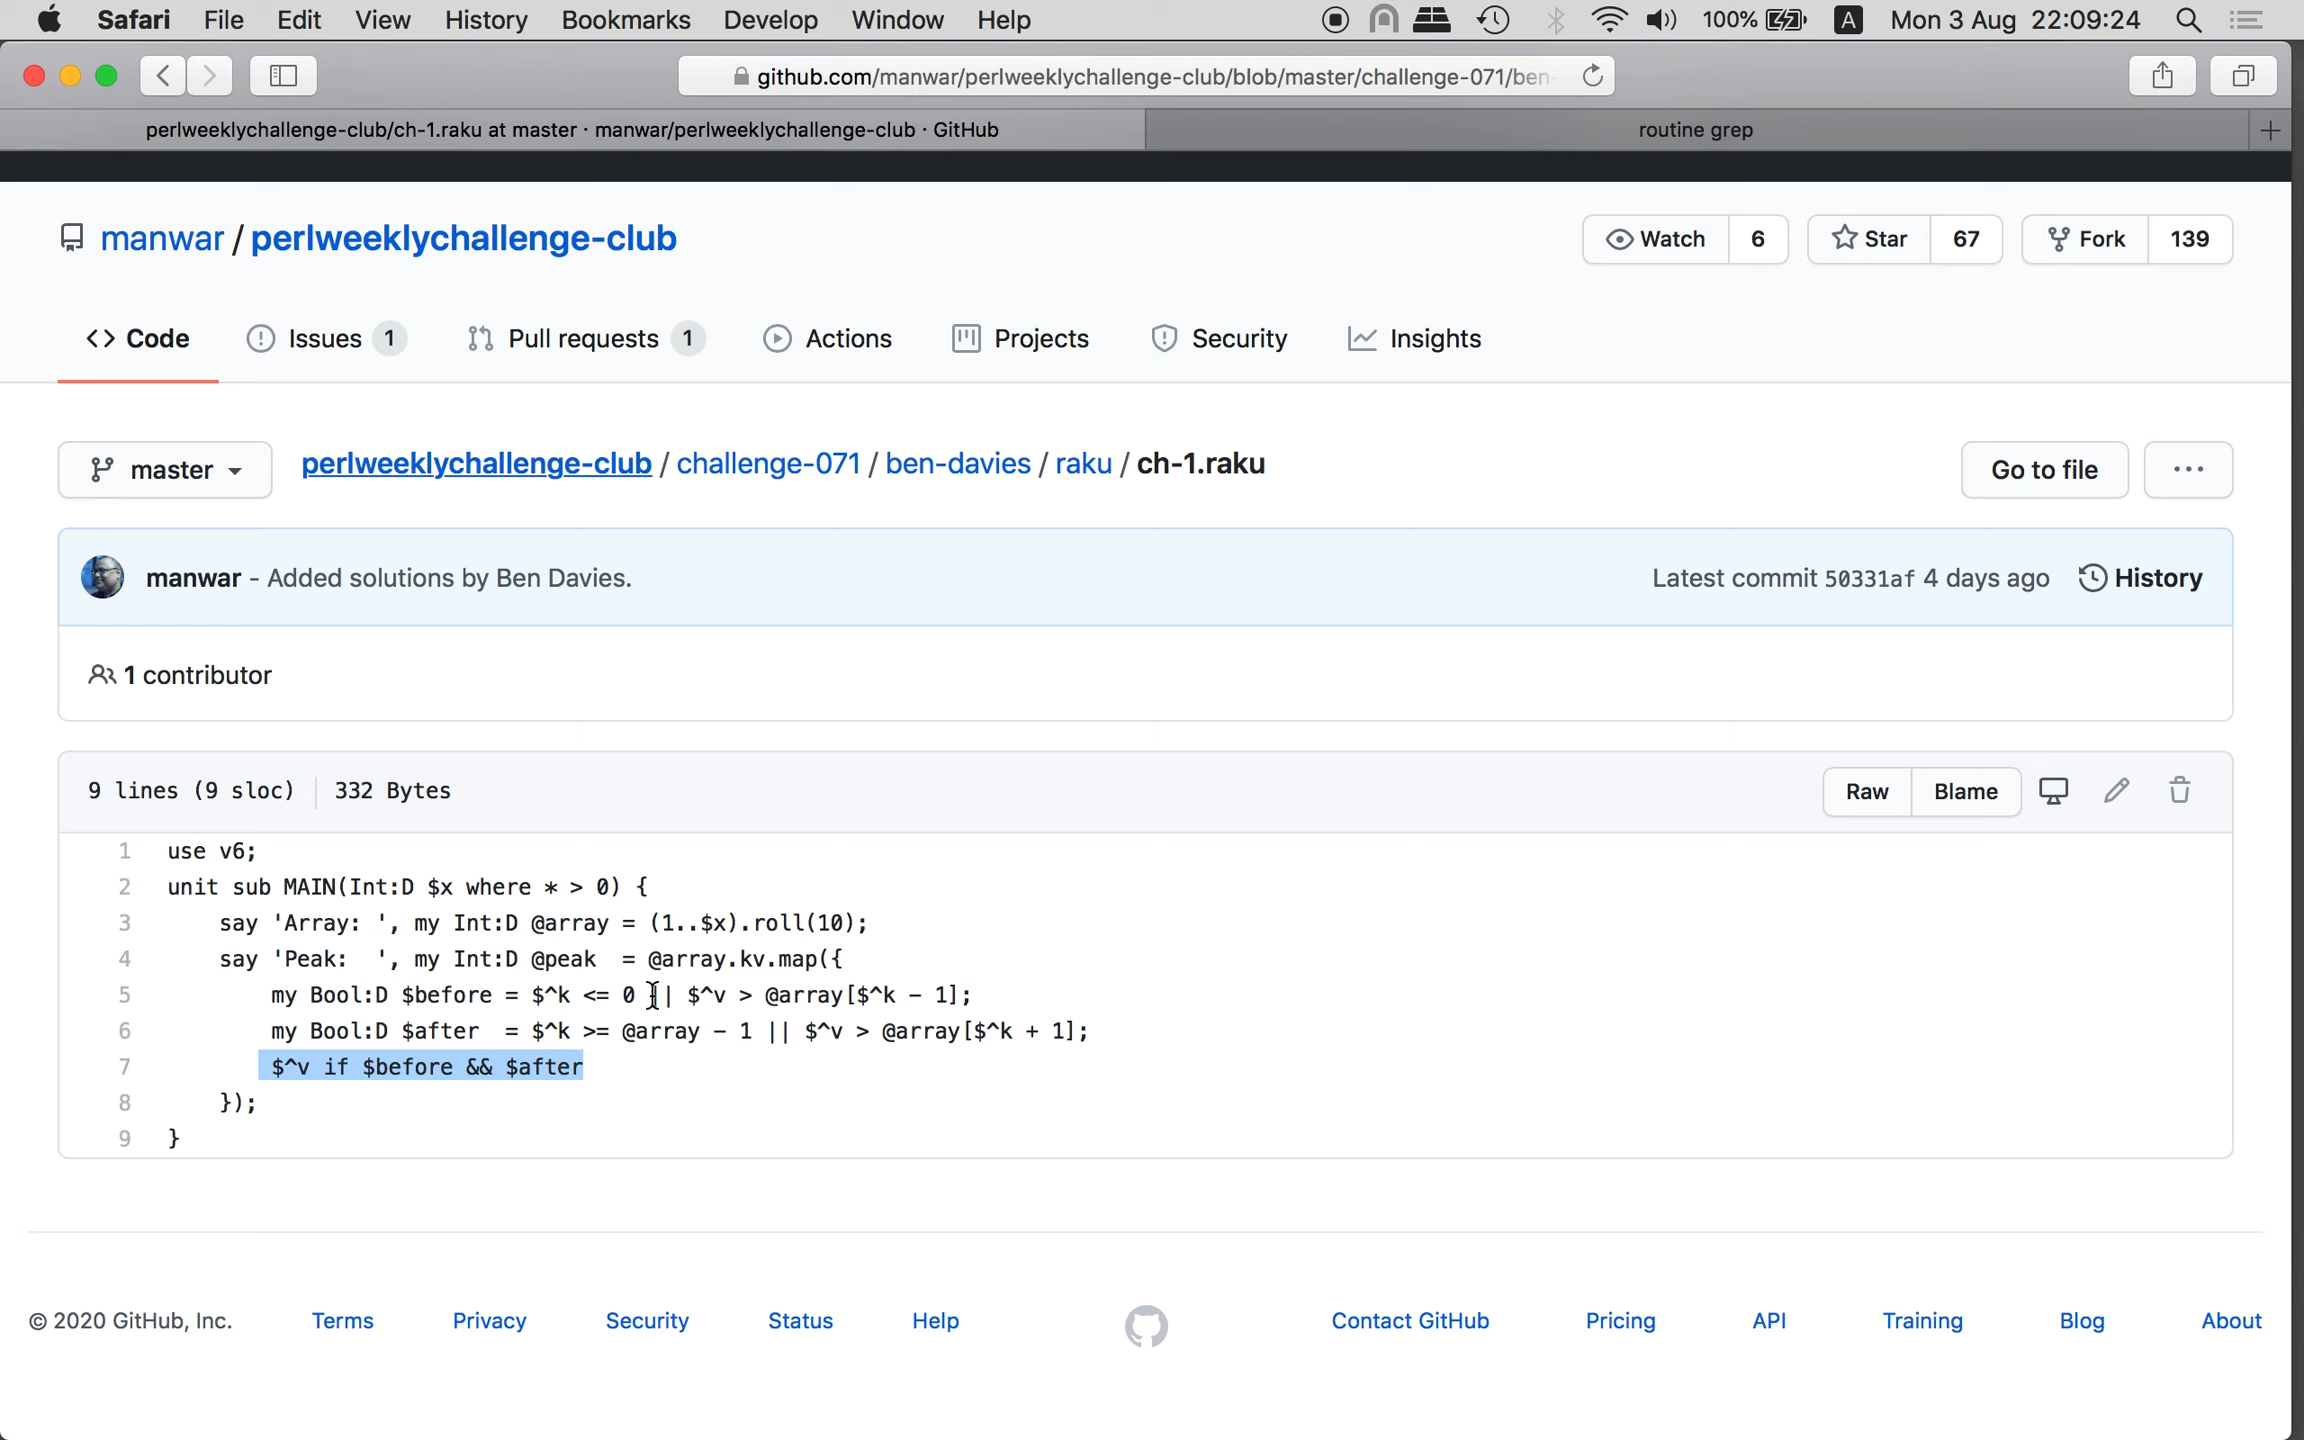 Safari File Edit View History Bookmarks Develop Window Help 100% A Mon 3 Aug 22:09:24
github.com/manwar/perlweeklychallenge-club/blob/master/challenge-071/ben-
perlweeklychallenge-club/ch-1.raku at master · manwar/perlweeklychallenge-club · GitHub routine grep
manwar / perlweeklychallenge-club Watch 6 Star 67 Fork 139
Code Issues 1 Pull requests 1 Actions Projects Security Insights
master perlweeklychallenge-club / challenge-071 / ben-davies / raku / ch-1.raku Go to file
manwar - Added solutions by Ben Davies. Latest commit 50331af 4 days ago History
1 contributor
9 lines (9 sloc) 332 Bytes Raw Blame
1 use v6;
2 unit sub MAIN(Int:D $x where * > 0) {
3     say 'Array: ', my Int:D @array = (1..$x).roll(10);
4     say 'Peak:  ', my Int:D @peak  = @array.kv.map({
5         my Bool:D $before = $^k <= 0 || $^v > @array[$^k - 1];
6         my Bool:D $after  = $^k >= @array - 1 || $^v > @array[$^k + 1];
7         $^v if $before && $after
8     });
9 }
© 2020 GitHub, Inc. Terms Privacy Security Status Help Contact GitHub Pricing API Training Blog About